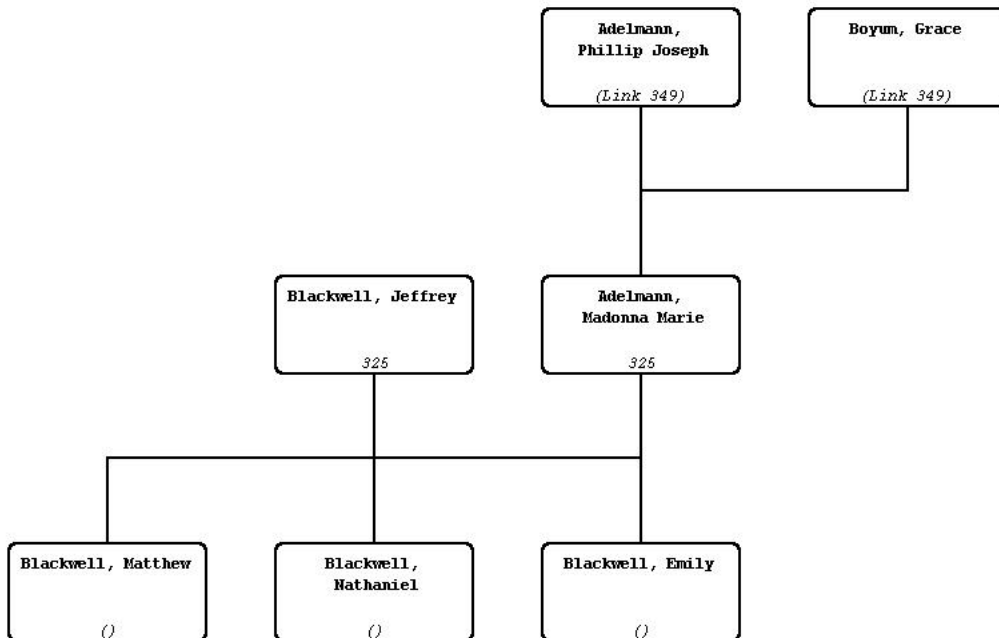 Adelmann,
Phillip Joseph
(Link 349)
Boyum, Grace
(Link 349)
Blackwell, Jeffrey
325
Adelmann,
Madonna Marie
325
Blackwell, Matthew
()
Blackwell,
Nathaniel
()
Blackwell, Emily
()